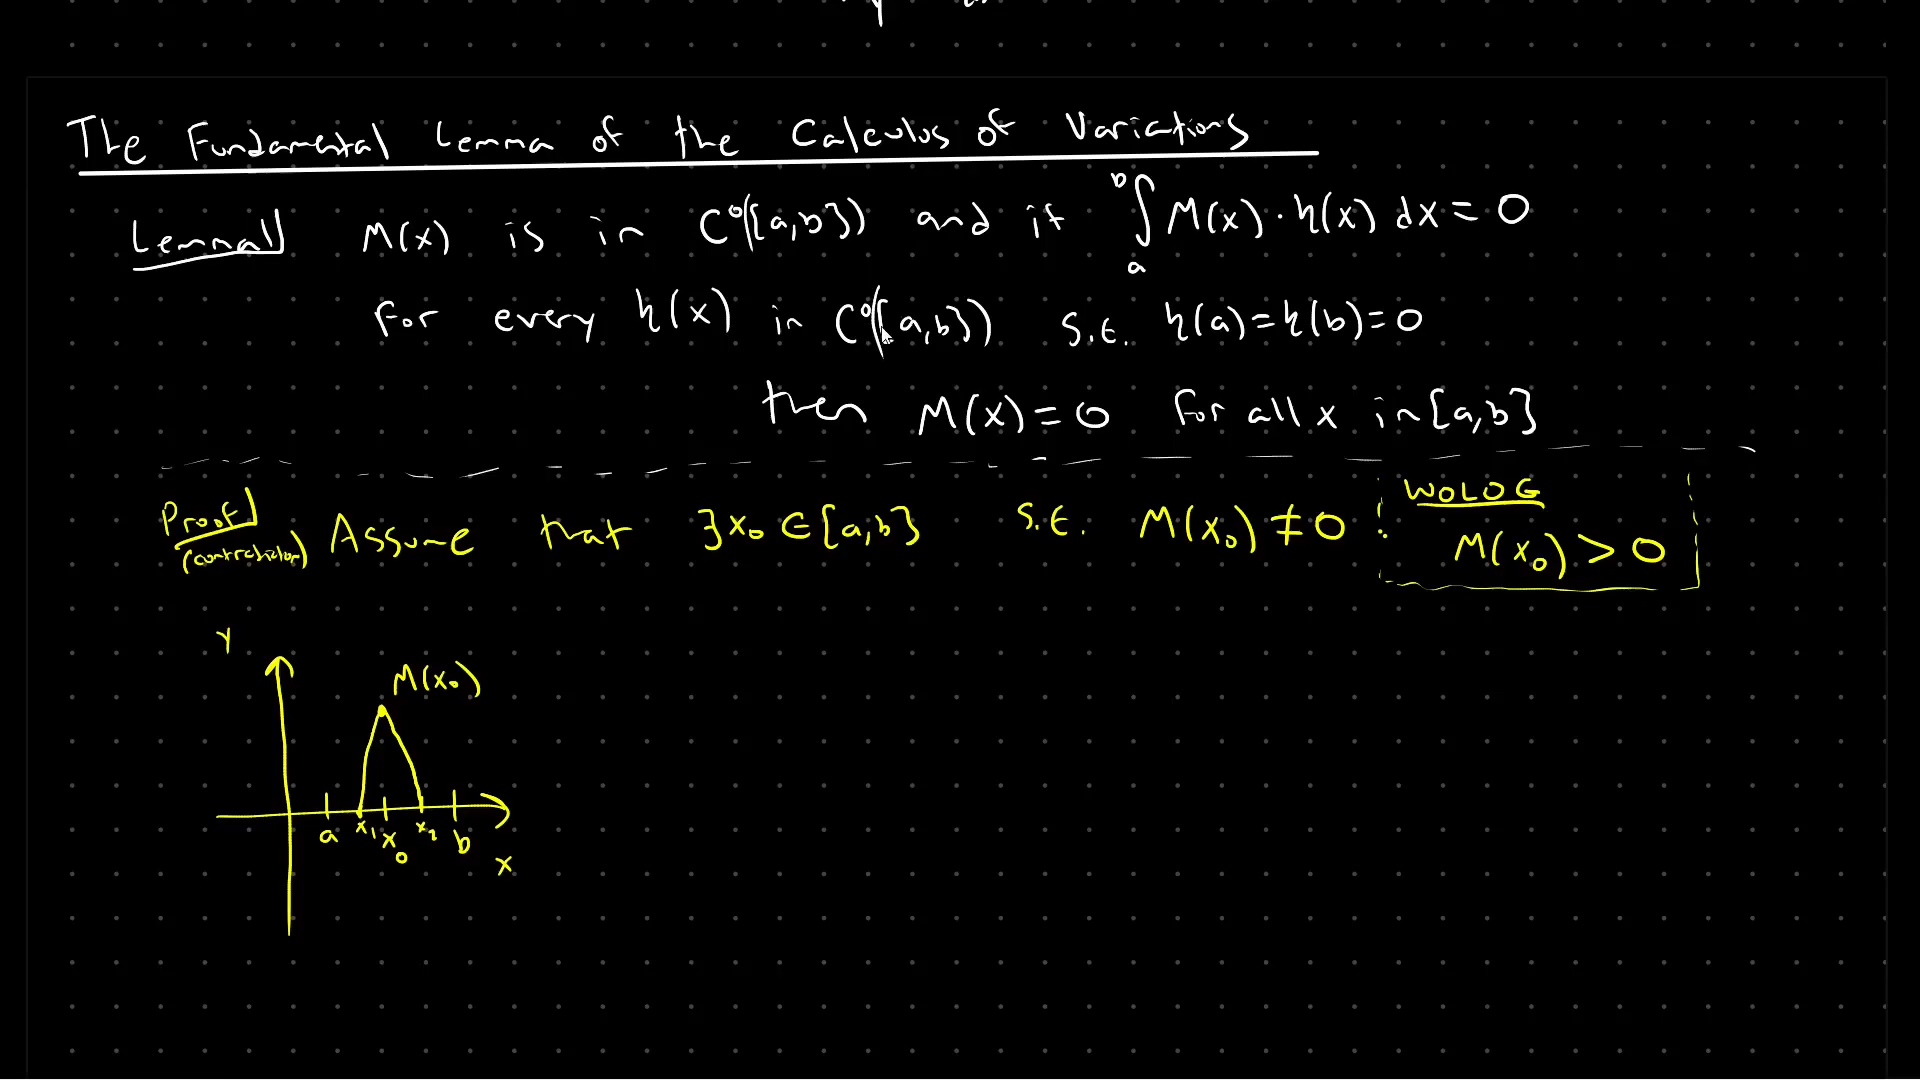 The Fundamental Lemma of the Calculus of Variations
Lemma M(x) is in C⁰([a,b]) and if ∫ₐᵇ M(x)·η(x) dx = 0
for every η(x) in C⁰([a,b]) s.t. η(a)=η(b)=0
then M(x)=0 for all x in [a,b]
Proof Assume that ∃x₀∈[a,b] s.t. M(x₀)≠0 ! WOLOG
(contradiction) M(x₀) > 0
Y
M(x₀)
a x₁ x₀ x₂ b
x